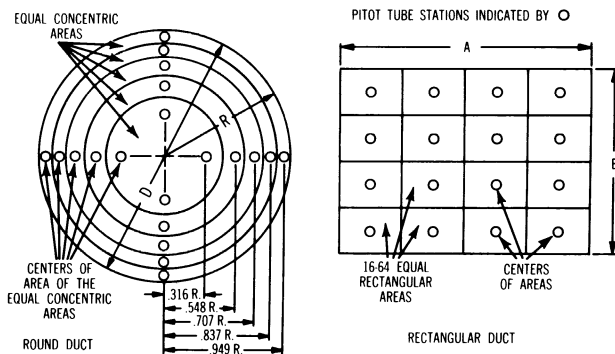 EQUAL CONCENTRIC
AREAS
R
D
CENTERS OF
AREA OF THE
EQUAL CONCENTRIC
AREAS
.316 R.
.548 R.
.707 R.
.837 R.
.949 R.
ROUND DUCT
PITOT TUBE STATIONS INDICATED BY
A
B
16-64 EQUAL
RECTANGULAR
AREAS
CENTERS
OF AREAS
RECTANGULAR DUCT